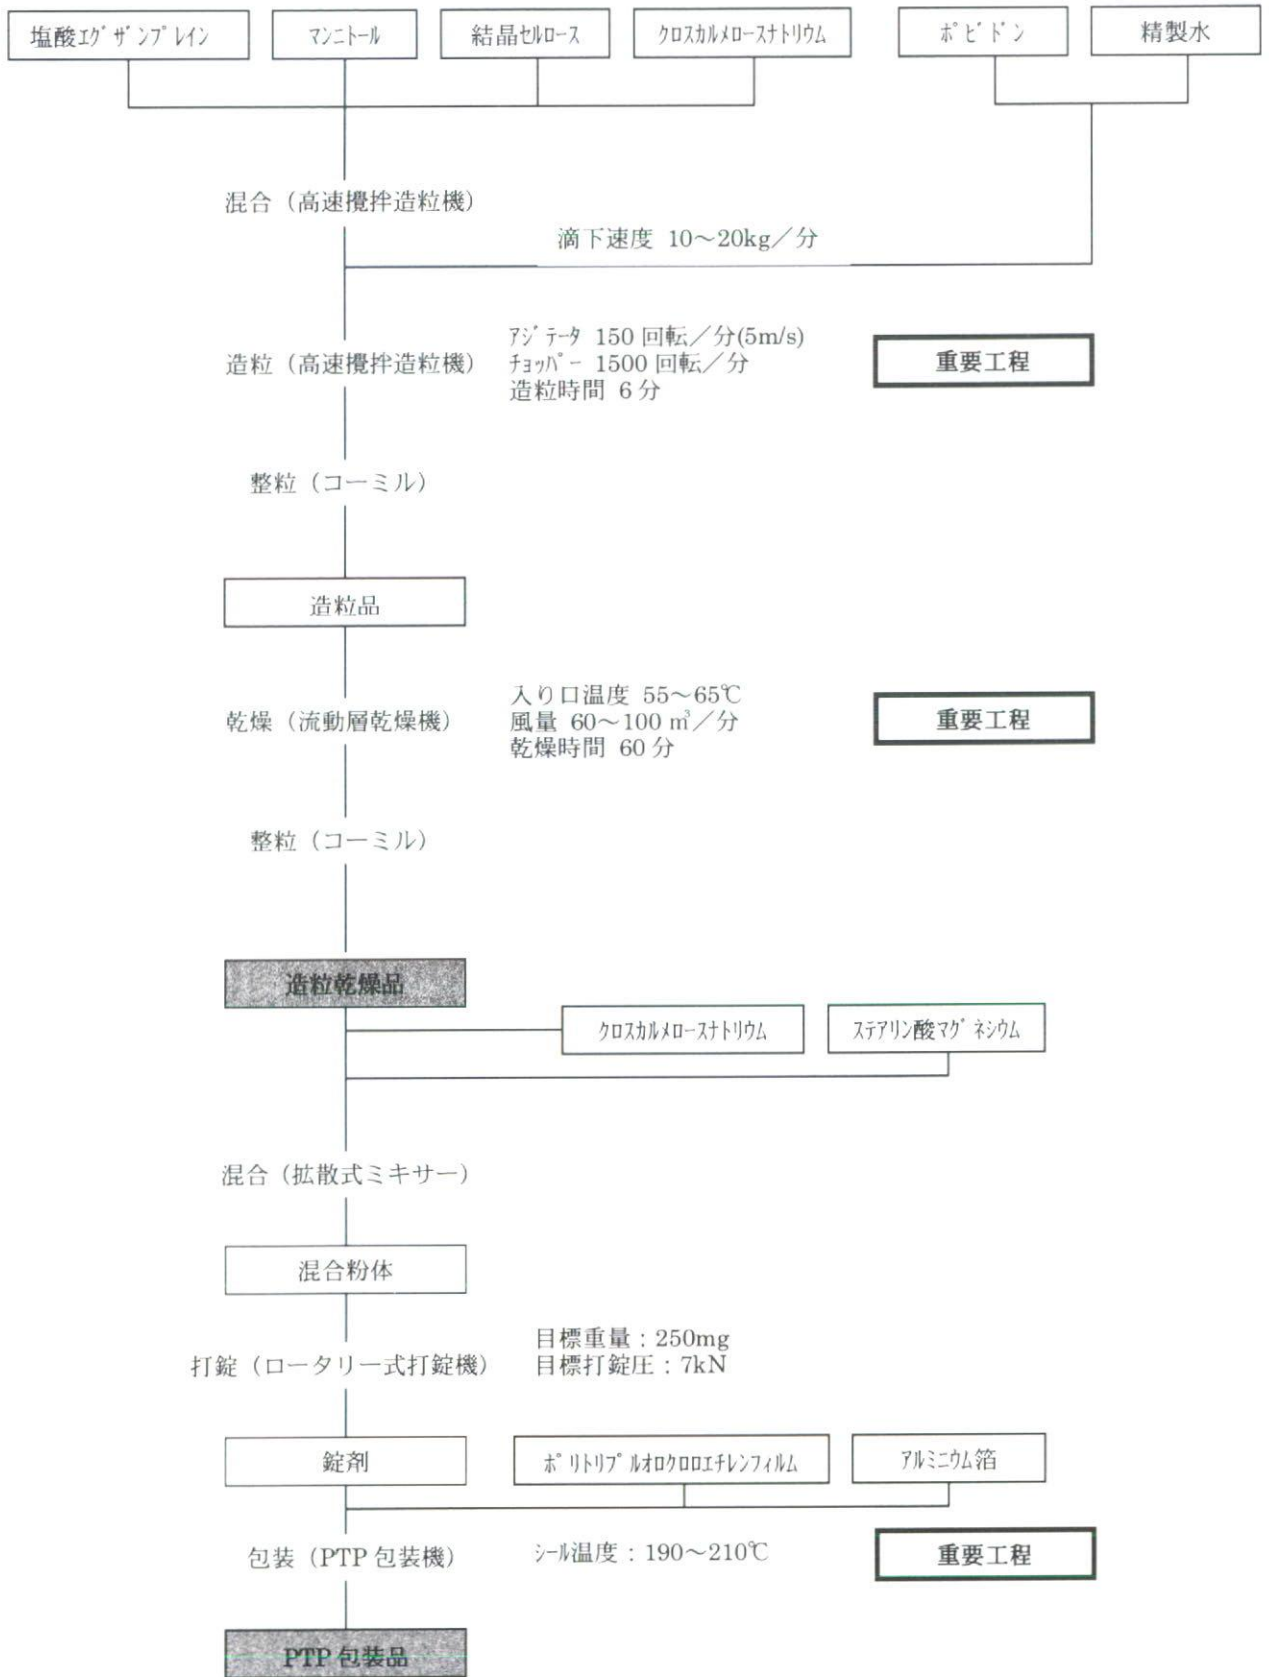 塩酸エグザンプレイン
マンニトール
結晶セルロース
クロスカルメロースナトリウム
ポビドン
精製水
混合(高速攪拌造粒機)
滴下速度 10~20kg/分
造粒(高速攪拌造粒機)
アジテータ 150 回転/分(5m/s)
チョッパー 1500 回転/分
造粒時間 6 分
重要工程
整粒(コーミル)
造粒品
乾燥(流動層乾燥機)
入り口温度 55~65℃
風量 60~100 ㎥/分
乾燥時間 60 分
重要工程
整粒(コーミル)
造粒乾燥品
クロスカルメロースナトリウム
ステアリン酸マグネシウム
混合(拡散式ミキサー)
混合粉体
打錠(ロータリー式打錠機)
目標重量:250mg
目標打錠圧:7kN
錠剤
ポリトリプルオロクロロエチレンフィルム
アルミニウム箔
包装(PTP 包装機)
シール温度:190~210℃
重要工程
PTP 包装品